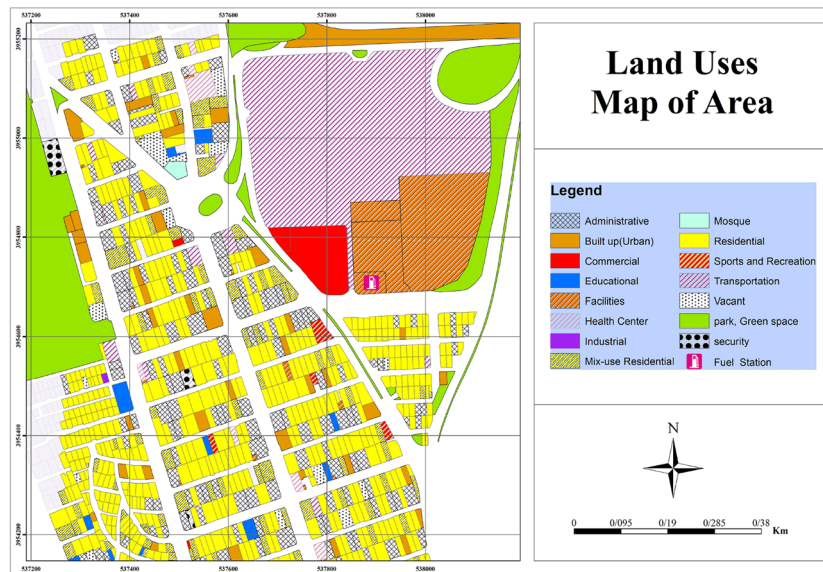 537200 537400 537600 537800 538000
3955200
3955000
3954800
3954600
3954400
3954200
537200 537400 537600 537800 538000
Land Uses
Map of Area
Legend
Administrative
Built up(Urban)
Commercial
Educational
Facilities
Health Center
Industrial
Mix-use Residential
Mosque
Residential
Sports and Recreation
Transportation
Vacant
park, Green space
security
Fuel Station
N
0 0/095 0/19 0/285 0/38
Km